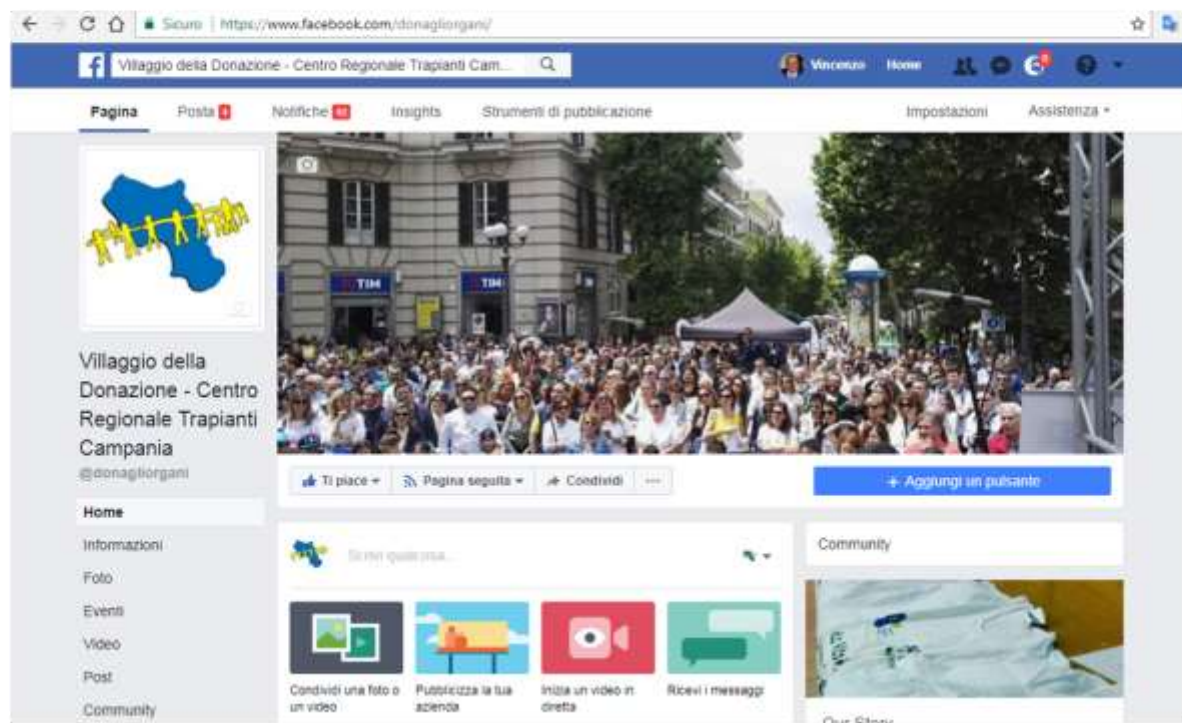 Sicuro | https://www.facebook.com/donagliorgani/
Villaggio della Donazione - Centro Regionale Trapianti Cam...
Vincenzo Home
Pagina Posta Notifiche Insights Strumenti di pubblicazione Impostazioni Assistenza
TIM TIM
Villaggio della
Donazione - Centro
Regionale Trapianti
Campania
@donagliorgani
Ti piace Pagina seguita Condividi ... + Aggiungi un pulsante
Home
Informazioni
Foto
Eventi
Video
Post
Community
Scrivi qualcosa...
Community
Condividi una foto o
un video
Pubblicizza la tua
azienda
Inizia un video in
diretta
Ricevi i messaggi
Our Story